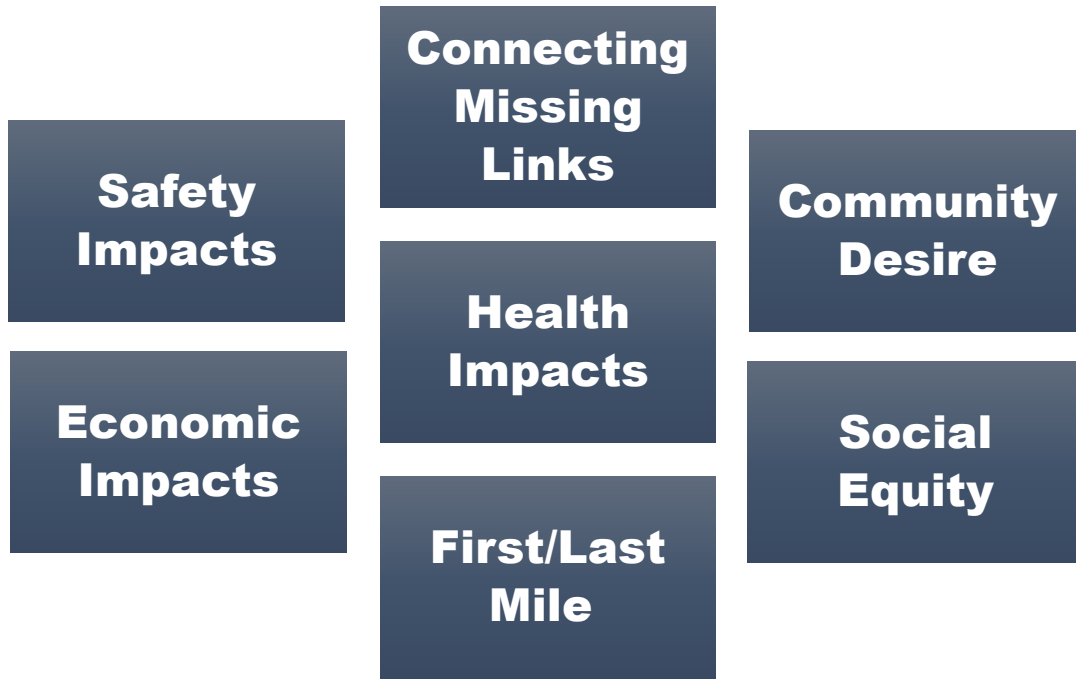 Connecting
Missing
Links
Safety
Impacts
Community
Desire
Health
Impacts
Economic
Impacts
Social
Equity
First/Last
Mile